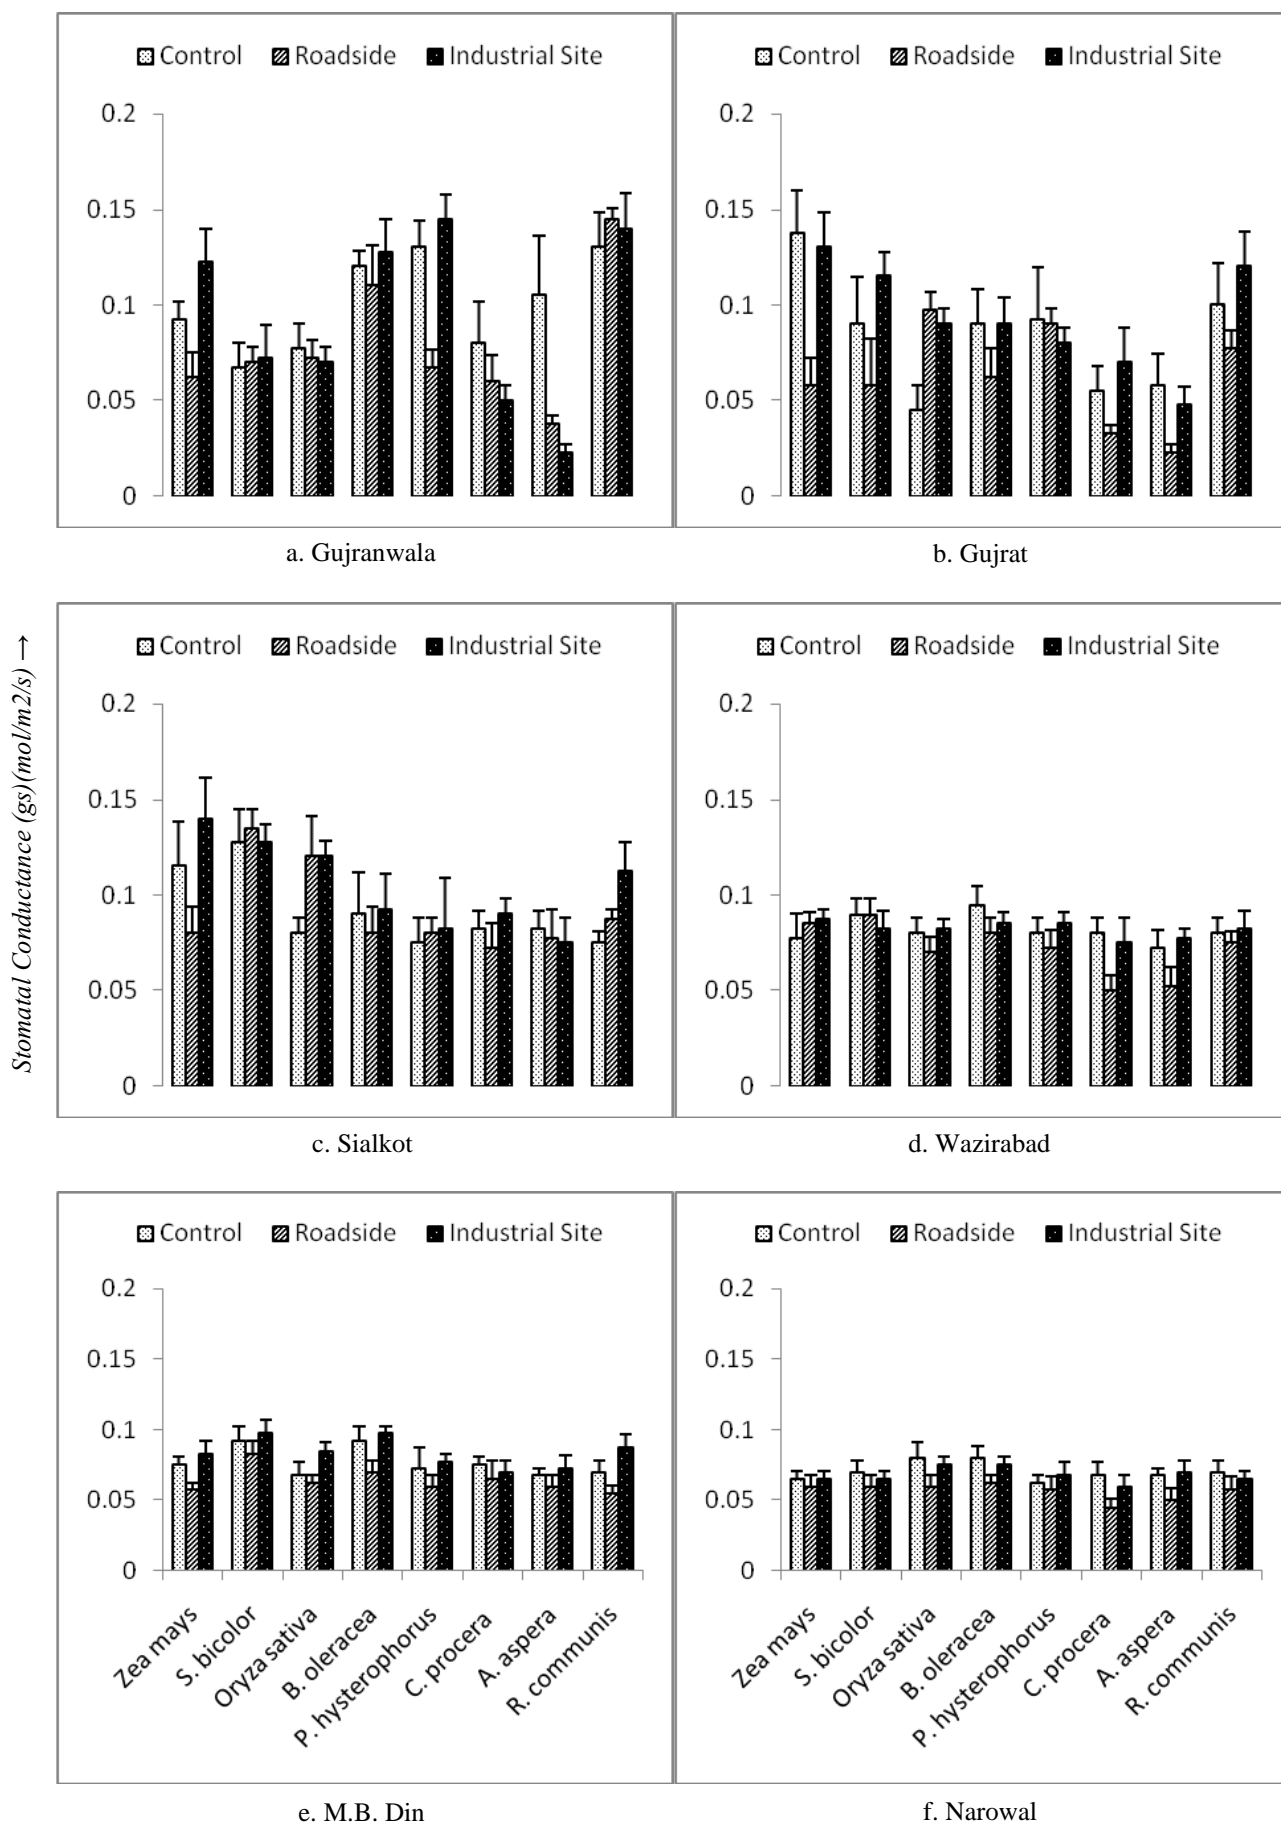 Control Roadside Industrial Site
0.2
0.15
0.1
0.05
0
a. Gujranwala
Control Roadside Industrial Site
0.2
0.15
0.1
0.05
0
b. Gujrat
Stomatal Conductance (gs)(mol/m2/s) →
Control Roadside Industrial Site
0.2
0.15
0.1
0.05
0
c. Sialkot
Control Roadside Industrial Site
0.2
0.15
0.1
0.05
0
d. Wazirabad
Control Roadside Industrial Site
0.2
0.15
0.1
0.05
0
Zea mays
S. bicolor
Oryza sativa
B. oleracea
P. hysterophorus
C. procera
A. aspera
R. communis
e. M.B. Din
Control Roadside Industrial Site
0.2
0.15
0.1
0.05
0
Zea mays
S. bicolor
Oryza sativa
B. oleracea
P. hysterophorus
C. procera
A. aspera
R. communis
f. Narowal